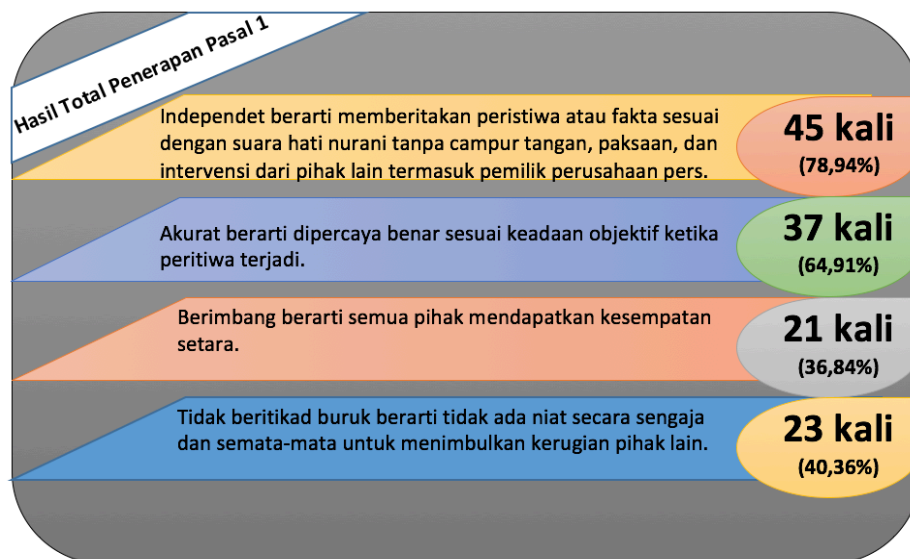 Hasil Total Penerapan Pasal 1
Independet berarti memberitakan peristiwa atau fakta sesuai
dengan suara hati nurani tanpa campur tangan, paksaan, dan
intervensi dari pihak lain termasuk pemilik perusahaan pers.
45 kali
(78,94%)
Akurat berarti dipercaya benar sesuai keadaan objektif ketika
peritiwa terjadi.
37 kali
(64,91%)
Berimbang berarti semua pihak mendapatkan kesempatan
setara.
21 kali
(36,84%)
Tidak beritikad buruk berarti tidak ada niat secara sengaja
dan semata-mata untuk menimbulkan kerugian pihak lain.
23 kali
(40,36%)